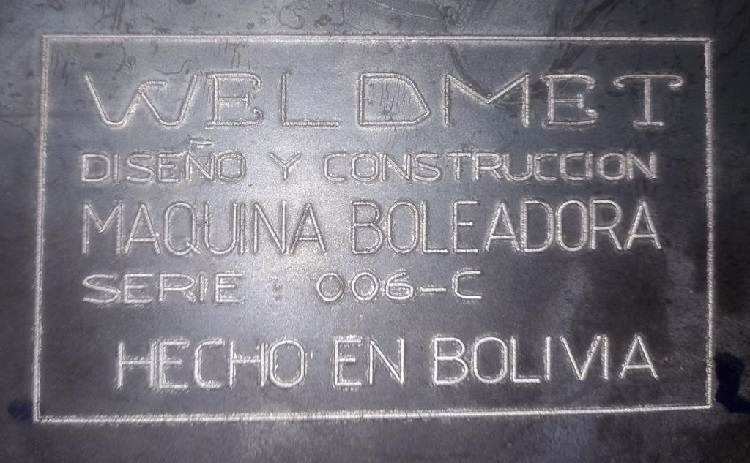 WELDMET
DISEÑO Y CONSTRUCCION
MAQUINA BOLEADORA
SERIE : 006-C
HECHO EN BOLIVIA